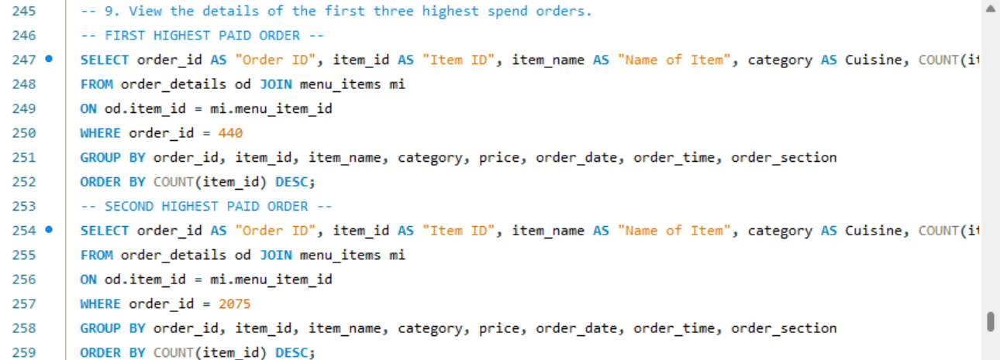 245 -- 9. View the details of the first three highest spend orders.
246 -- FIRST HIGHEST PAID ORDER --
247 SELECT order_id AS "Order ID", item_id AS "Item ID", item_name AS "Name of Item", category AS Cuisine, COUNT(it
248 FROM order_details od JOIN menu_items mi
249 ON od.item_id = mi.menu_item_id
250 WHERE order_id = 440
251 GROUP BY order_id, item_id, item_name, category, price, order_date, order_time, order_section
252 ORDER BY COUNT(item_id) DESC;
253 -- SECOND HIGHEST PAID ORDER --
254 SELECT order_id AS "Order ID", item_id AS "Item ID", item_name AS "Name of Item", category AS Cuisine, COUNT(it
255 FROM order_details od JOIN menu_items mi
256 ON od.item_id = mi.menu_item_id
257 WHERE order_id = 2075
258 GROUP BY order_id, item_id, item_name, category, price, order_date, order_time, order_section
259 ORDER BY COUNT(item_id) DESC;